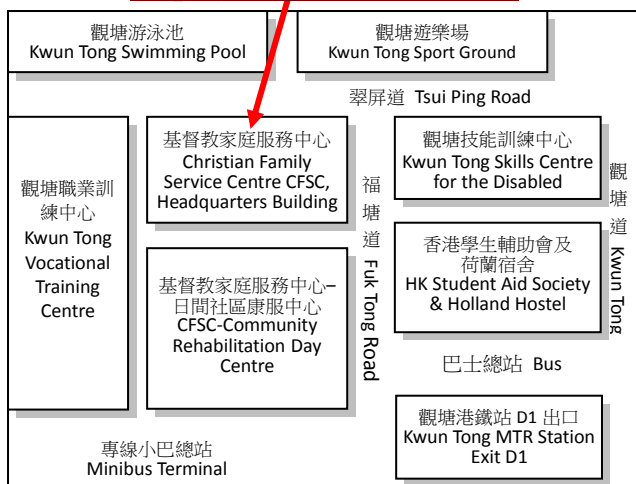 觀塘游泳池
Kwun Tong Swimming Pool
觀塘遊樂場
Kwun Tong Sport Ground
翠屏道 Tsui Ping Road
觀塘職業訓
練中心
Kwun Tong
Vocational
Training
Centre
基督教家庭服務中心
Christian Family
Service Centre CFSC,
Headquarters Building
福塘道 Fuk Tong Road
觀塘技能訓練中心
Kwun Tong Skills Centre
for the Disabled
觀塘道 Kwun Tong
基督教家庭服務中心–
日間社區康服中心
CFSC-Community
Rehabilitation Day
Centre
香港學生輔助會及
荷蘭宿舍
HK Student Aid Society
& Holland Hostel
巴士總站 Bus
觀塘港鐵站 D1 出口
Kwun Tong MTR Station
Exit D1
專線小巴總站
Minibus Terminal